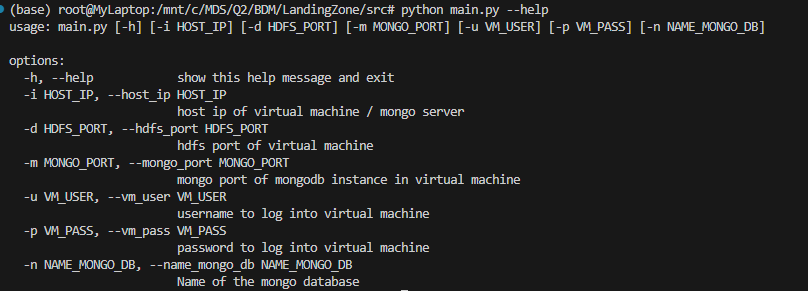 (base) root@MyLaptop:/mnt/c/MDS/Q2/BDM/LandingZone/src# python main.py --help
usage: main.py [-h] [-i HOST_IP] [-d HDFS_PORT] [-m MONGO_PORT] [-u VM_USER] [-p VM_PASS] [-n NAME_MONGO_DB]
options:
-h, --help show this help message and exit
-i HOST_IP, --host_ip HOST_IP
host ip of virtual machine / mongo server
-d HDFS_PORT, --hdfs_port HDFS_PORT
hdfs port of virtual machine
-m MONGO_PORT, --mongo_port MONGO_PORT
mongo port of mongodb instance in virtual machine
-u VM_USER, --vm_user VM_USER
username to log into virtual machine
-p VM_PASS, --vm_pass VM_PASS
password to log into virtual machine
-n NAME_MONGO_DB, --name_mongo_db NAME_MONGO_DB
Name of the mongo database